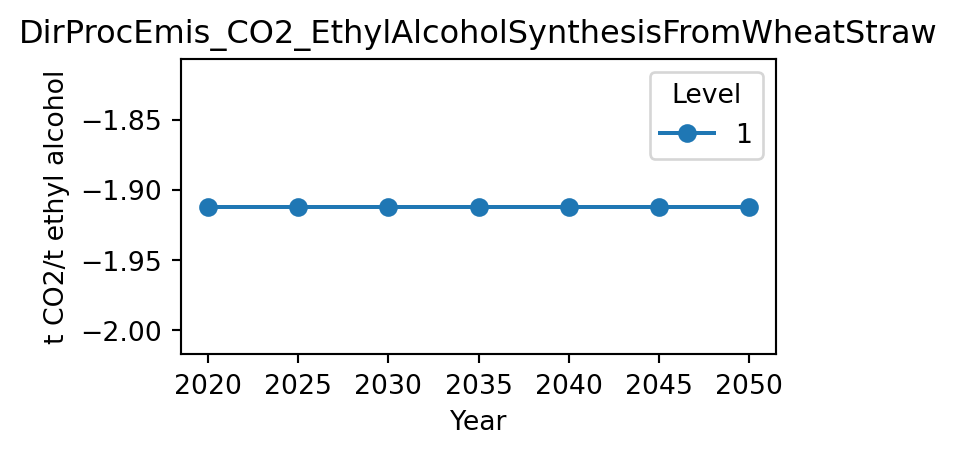 DirProcEmis_CO2_EthylAlcoholSynthesisFromWheatStraw
t CO2/t ethyl alcohol
−1.85
−1.90
−1.95
−2.00
Level
1
2020 2025 2030 2035 2040 2045 2050
Year